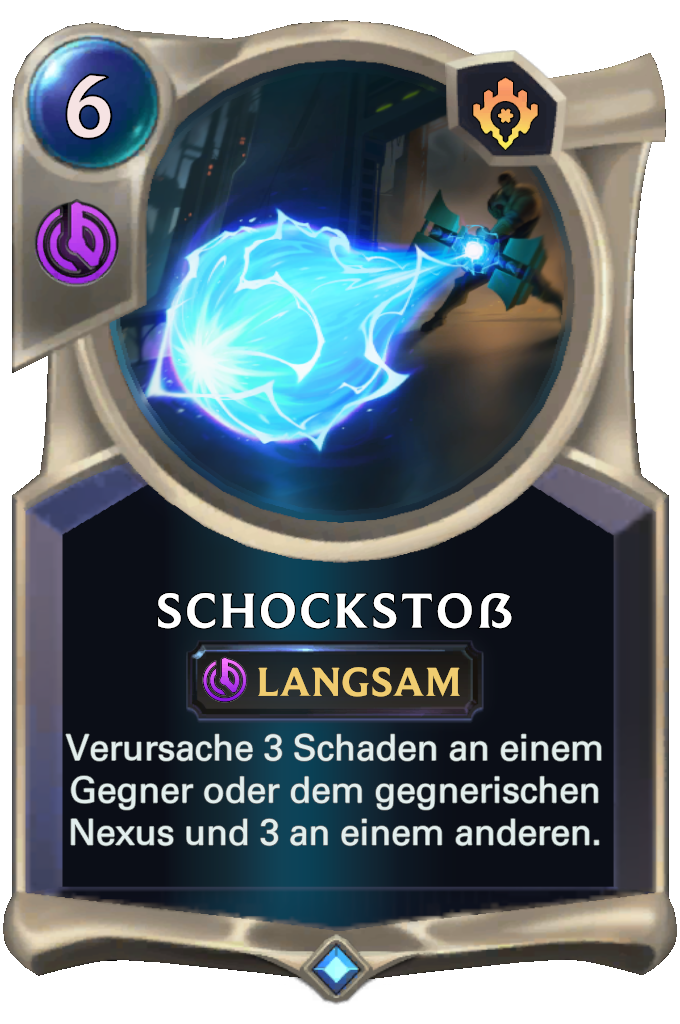 6
SCHOCKSTOẞ
LANGSAM
Verursache 3 Schaden an einem
Gegner oder dem gegnerischen
Nexus und 3 an einem anderen.